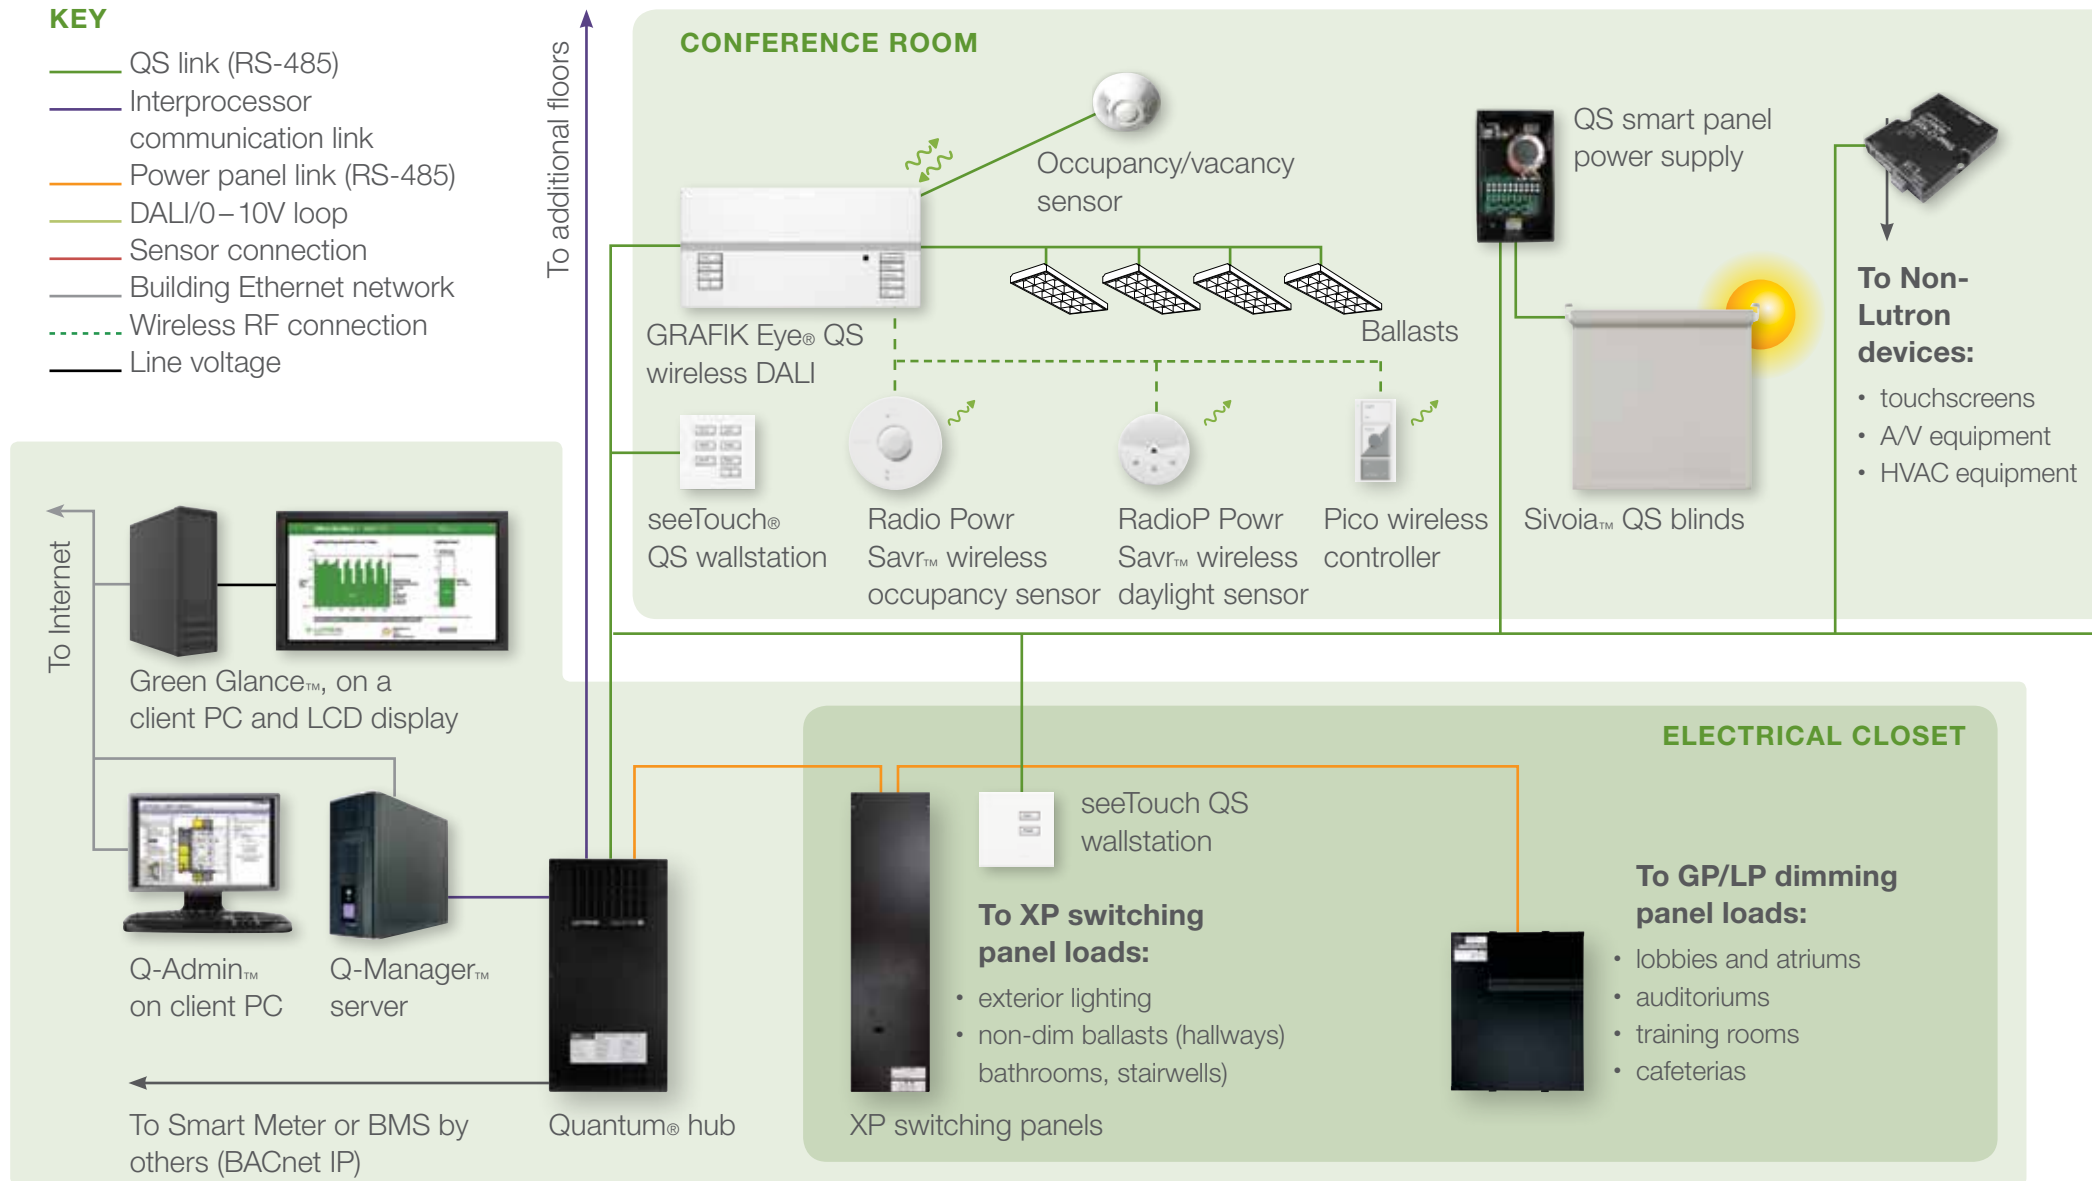 KEY
QS link (RS-485)
Interprocessor
communication link
Power panel link (RS-485)
DALI/0–10V loop
Sensor connection
Building Ethernet network
Wireless RF connection
Line voltage
To additional floors
CONFERENCE ROOM
Occupancy/vacancy
sensor
QS smart panel
power supply
To Non-
Lutron
devices:
• touchscreens
• A/V equipment
• HVAC equipment
GRAFIK Eye® QS
wireless DALI
Ballasts
seeTouch®
QS wallstation
Radio Powr
Savr™ wireless
occupancy sensor
RadioP Powr
Savr™ wireless
daylight sensor
Pico wireless
controller
Sivoia™ QS blinds
To Internet
Green Glance™, on a
client PC and LCD display
Q-Admin™
on client PC
Q-Manager™
server
To Smart Meter or BMS by
others (BACnet IP)
Quantum® hub
ELECTRICAL CLOSET
seeTouch QS
wallstation
To XP switching
panel loads:
• exterior lighting
• non-dim ballasts (hallways)
bathrooms, stairwells)
XP switching panels
To GP/LP dimming
panel loads:
• lobbies and atriums
• auditoriums
• training rooms
• cafeterias